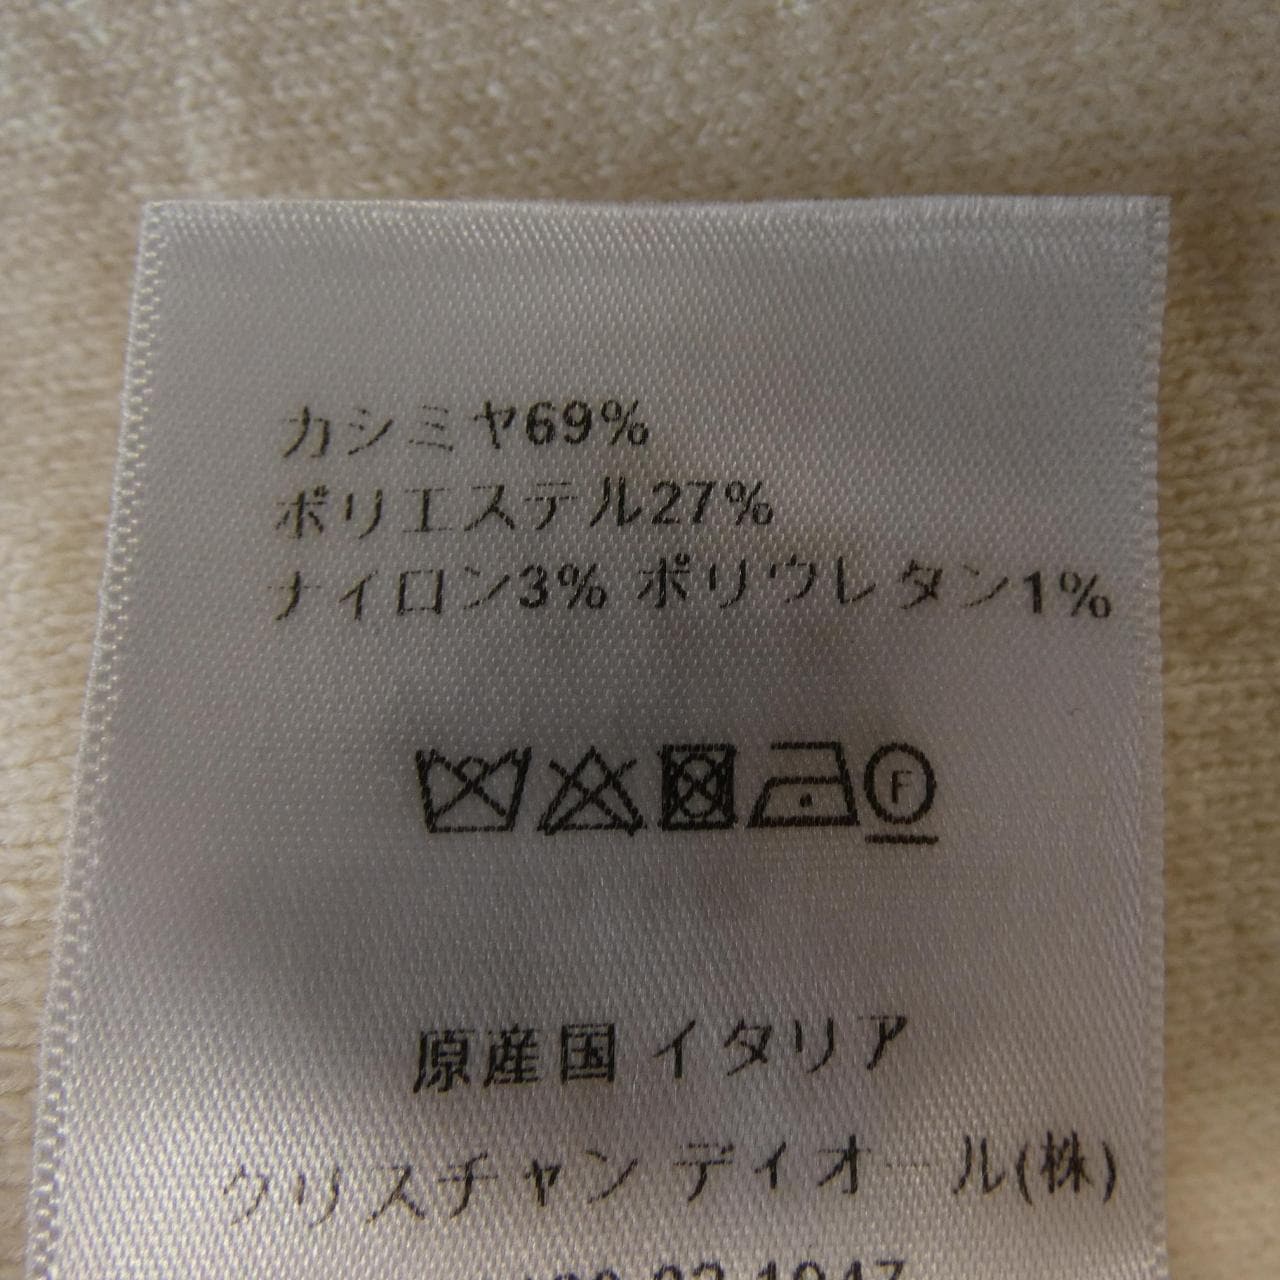 カシミヤ69%
ポリエステル27%
ナイロン3% ポリウレタン1%
F
原産国 イタリア
クリスチャン ディオール(株)